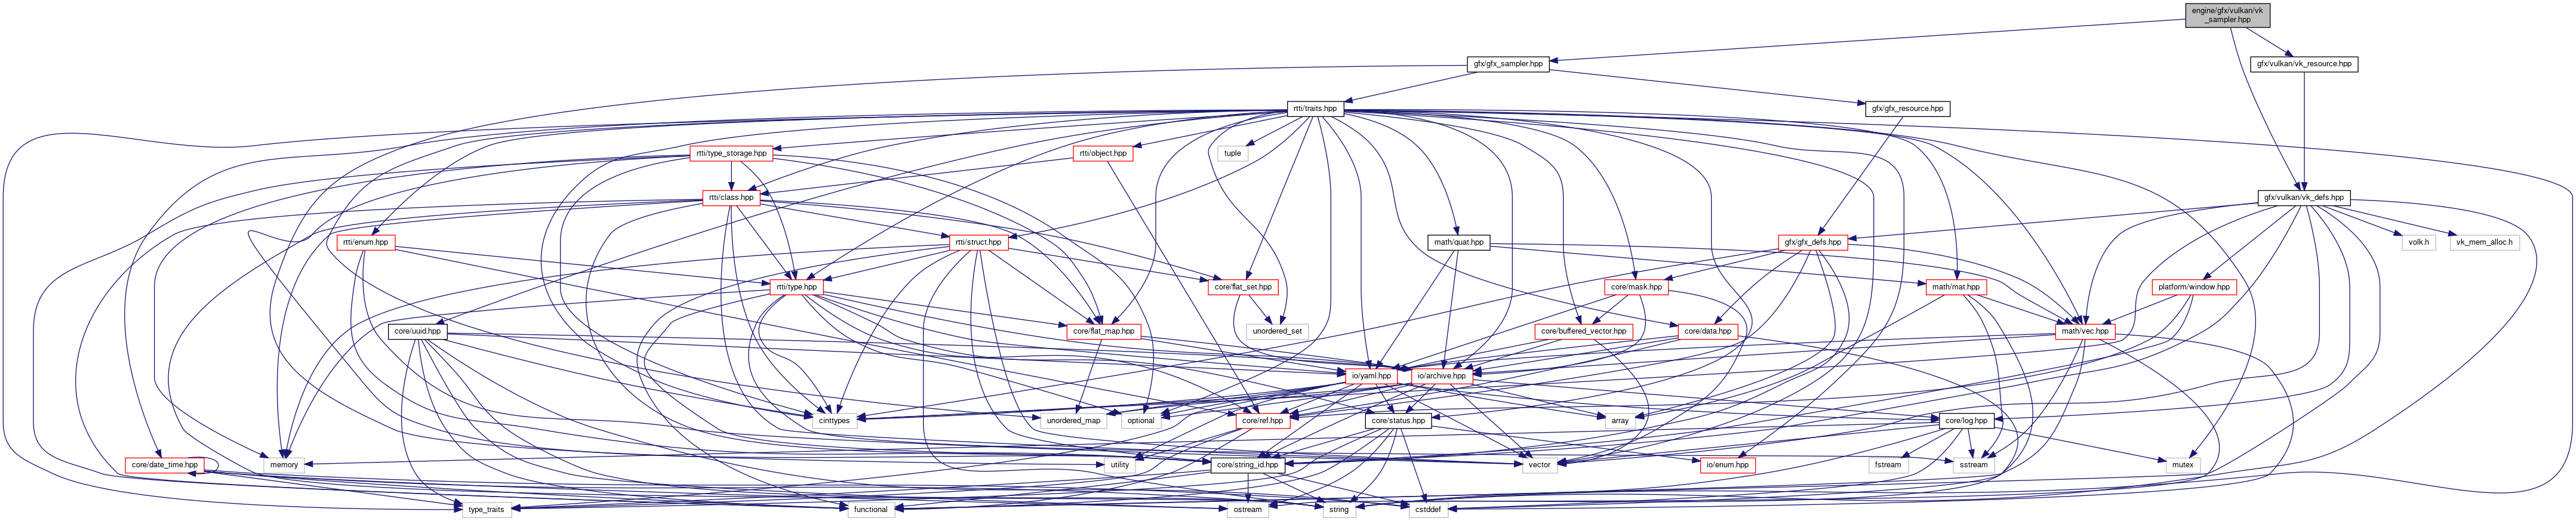 engine/gfx/vulkan/vk
_sampler.hpp
gfx/gfx_sampler.hpp
gfx/vulkan/vk_resource.hpp
rtti/traits.hpp
gfx/gfx_resource.hpp
rtti/type_storage.hpp
tuple
rtti/object.hpp
rtti/class.hpp
gfx/vulkan/vk_defs.hpp
rtti/enum.hpp
rtti/struct.hpp
math/quat.hpp
gfx/gfx_defs.hpp
volk.h
vk_mem_alloc.h
rtti/type.hpp
core/flat_set.hpp
core/mask.hpp
math/mat.hpp
platform/window.hpp
core/uuid.hpp
core/flat_map.hpp
unordered_set
core/buffered_vector.hpp
core/data.hpp
math/vec.hpp
io/yaml.hpp
io/archive.hpp
cinttypes
unordered_map
optional
core/ref.hpp
core/status.hpp
array
core/log.hpp
core/date_time.hpp
memory
utility
core/string_id.hpp
io/enum.hpp
vector
fstream
sstream
mutex
type_traits
functional
ostream
string
cstddef